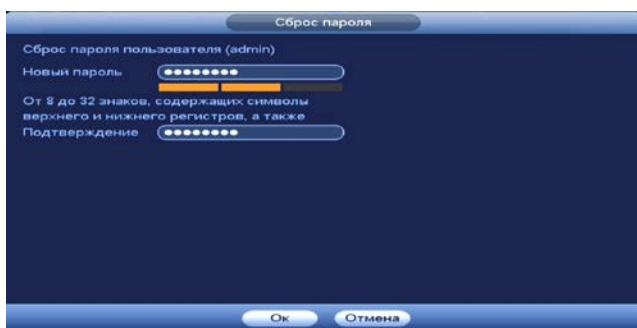 Сброс пароля
Сброс пароля пользователя (admin)
Новый пароль
От 8 до 32 знаков, содержащих символы
верхнего и нижнего регистров, а также
Подтверждение
Ок Отмена